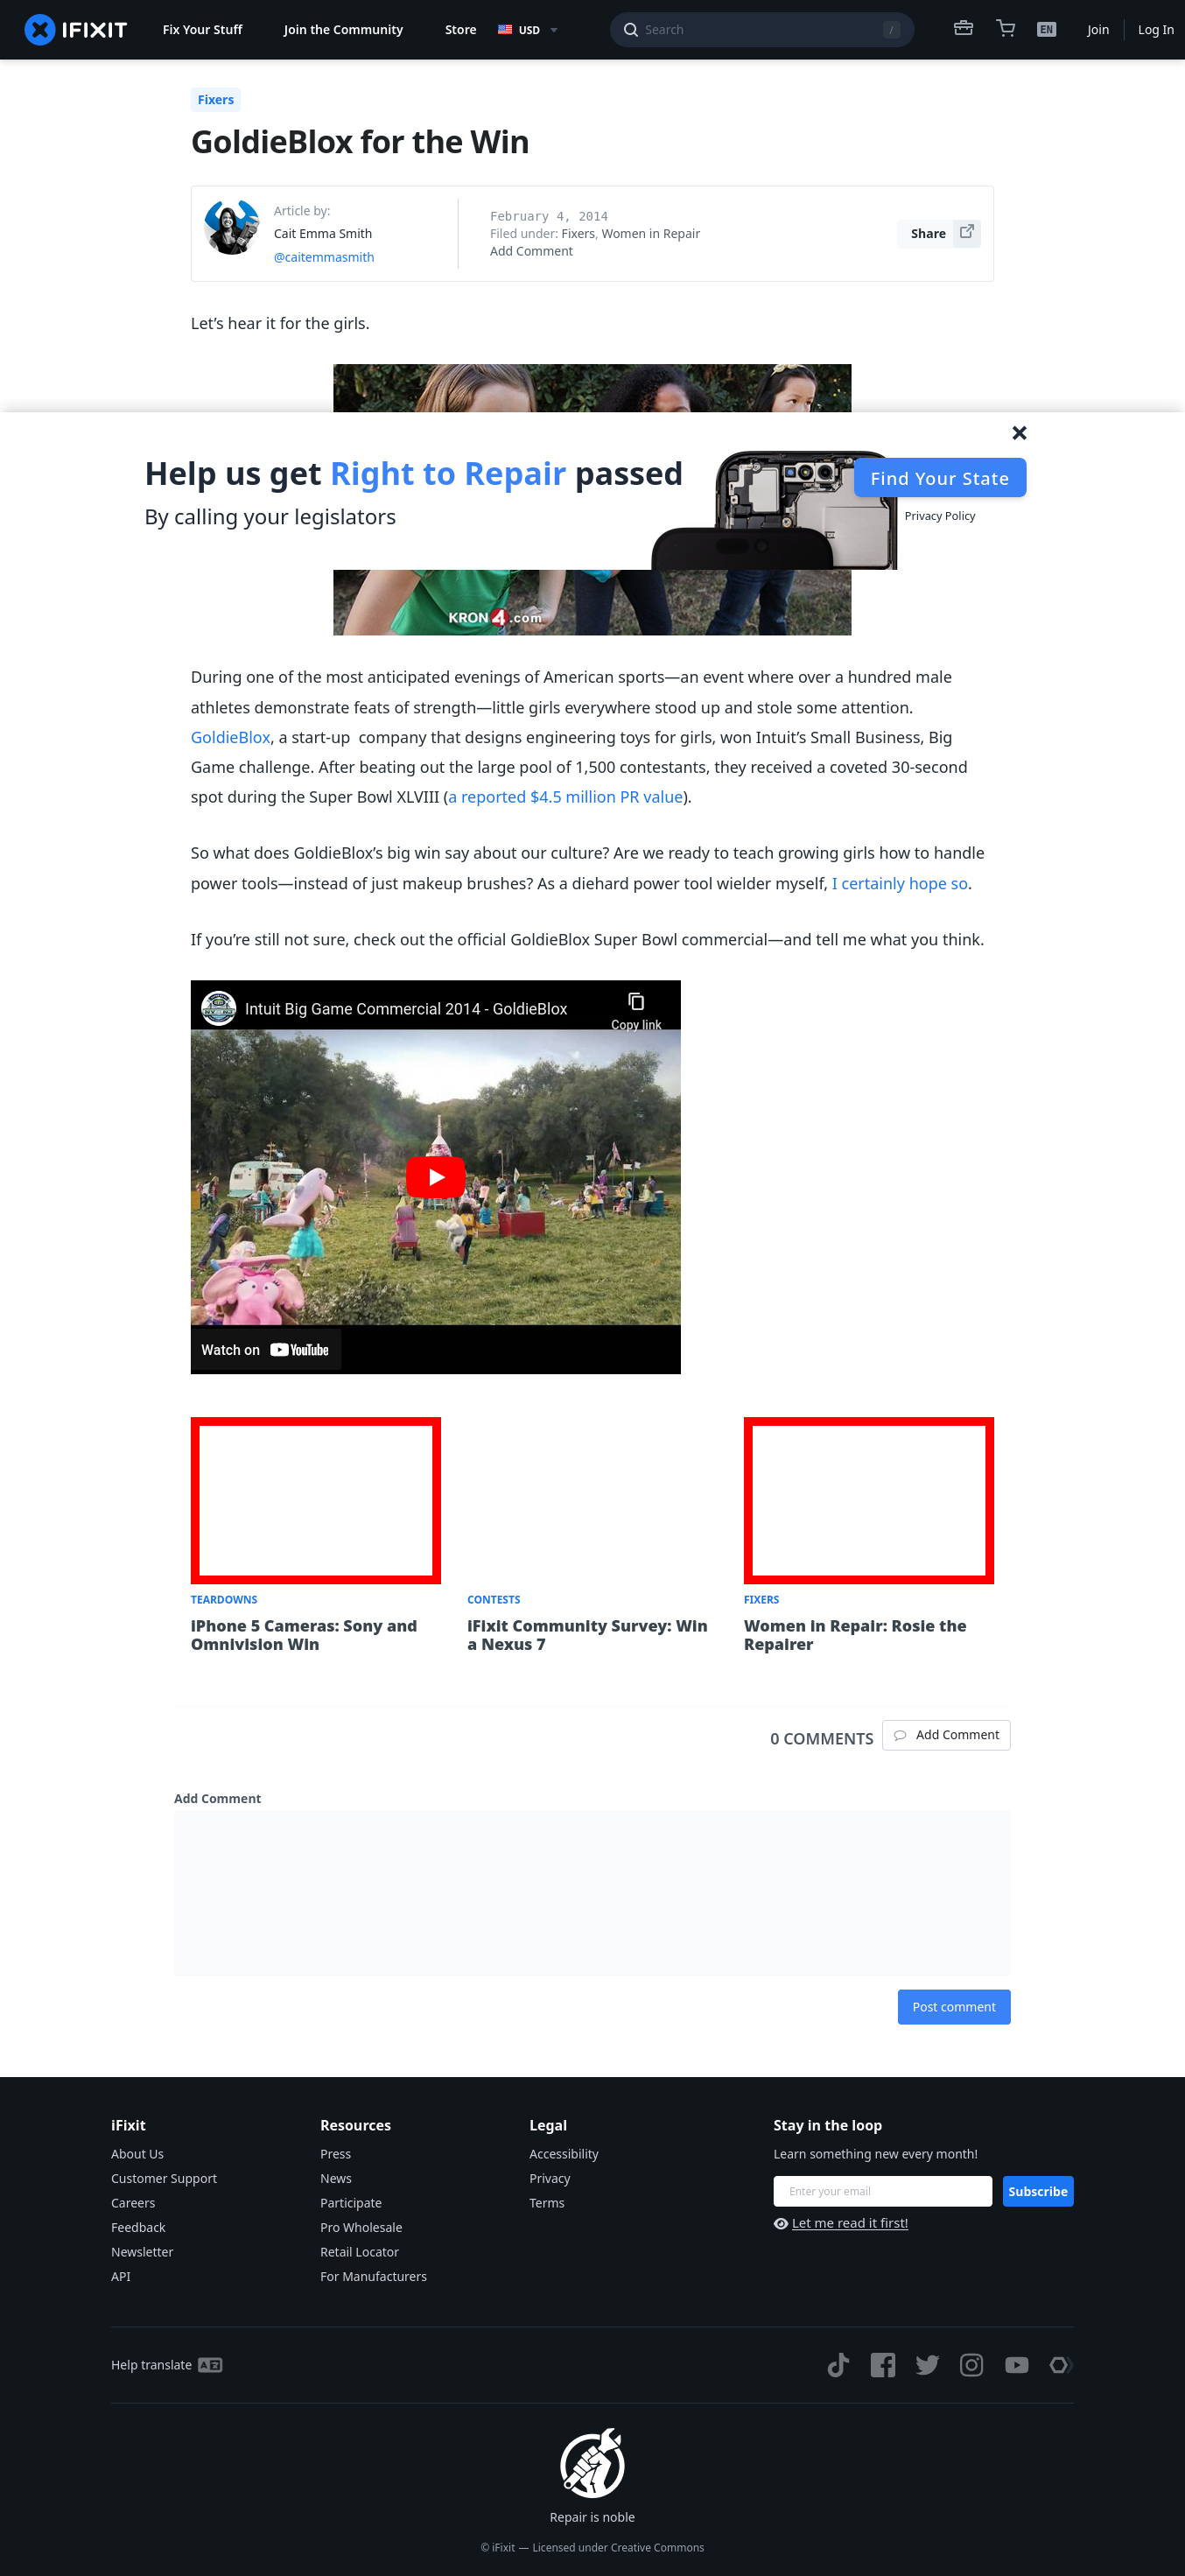 IFIXIT
Fix Your Stuff
Join the Community
Store
USD
Search
/
EN
Join
Log In
Fixers
GoldieBlox for the Win
Article by:
Cait Emma Smith
@caitemmasmith
February 4, 2014
Filed under: Fixers, Women in Repair
Add Comment
Share
Let’s hear it for the girls.
Help us get Right to Repair passed
By calling your legislators
Find Your State
Privacy Policy
KRON 4 .com
During one of the most anticipated evenings of American sports—an event where over a hundred male
athletes demonstrate feats of strength—little girls everywhere stood up and stole some attention.
GoldieBlox, a start-up  company that designs engineering toys for girls, won Intuit’s Small Business, Big
Game challenge. After beating out the large pool of 1,500 contestants, they received a coveted 30-second
spot during the Super Bowl XLVIII (a reported $4.5 million PR value).
So what does GoldieBlox’s big win say about our culture? Are we ready to teach growing girls how to handle
power tools—instead of just makeup brushes? As a diehard power tool wielder myself, I certainly hope so.
If you’re still not sure, check out the official GoldieBlox Super Bowl commercial—and tell me what you think.
Intuit Big Game Commercial 2014 - GoldieBlox
Copy link
Watch on YouTube
TEARDOWNS
iPhone 5 Cameras: Sony and
Omnivision Win
CONTESTS
iFixit Community Survey: Win
a Nexus 7
FIXERS
Women in Repair: Rosie the
Repairer
0 COMMENTS
Add Comment
Add Comment
Post comment
iFixit
About Us
Customer Support
Careers
Feedback
Newsletter
API
Resources
Press
News
Participate
Pro Wholesale
Retail Locator
For Manufacturers
Legal
Accessibility
Privacy
Terms
Stay in the loop
Learn something new every month!
Enter your email
Subscribe
Let me read it first!
Help translate
Repair is noble
© iFixit — Licensed under Creative Commons